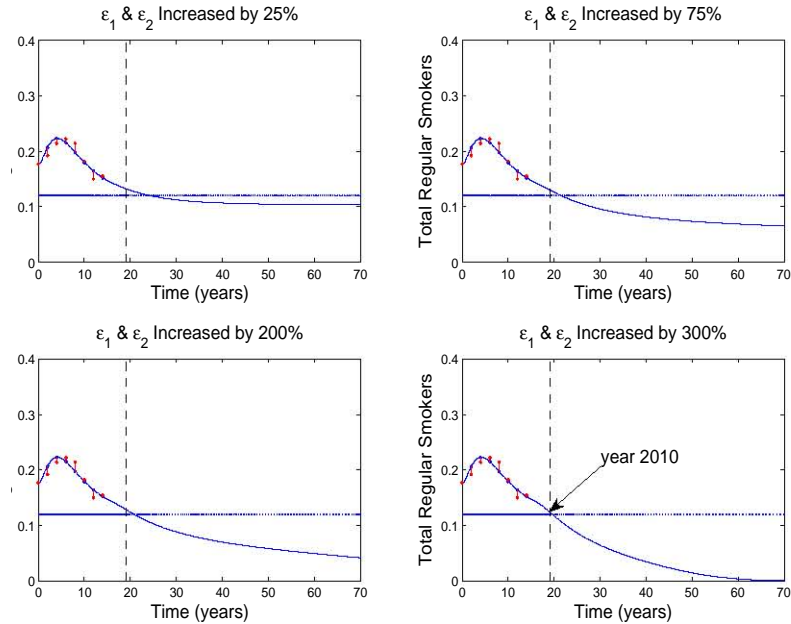 ε1 & ε2 Increased by 25%
0.4
0.3
0.2
0.1
0
0 10 20 30 40 50 60 70
Time (years)
ε1 & ε2 Increased by 75%
Total Regular Smokers
0.4
0.3
0.2
0.1
0
0 10 20 30 40 50 60 70
Time (years)
ε1 & ε2 Increased by 200%
0.4
0.3
0.2
0.1
0
0 10 20 30 40 50 60 70
Time (years)
ε1 & ε2 Increased by 300%
Total Regular Smokers
0.4
0.3
0.2
0.1
0
year 2010
0 10 20 30 40 50 60 70
Time (years)